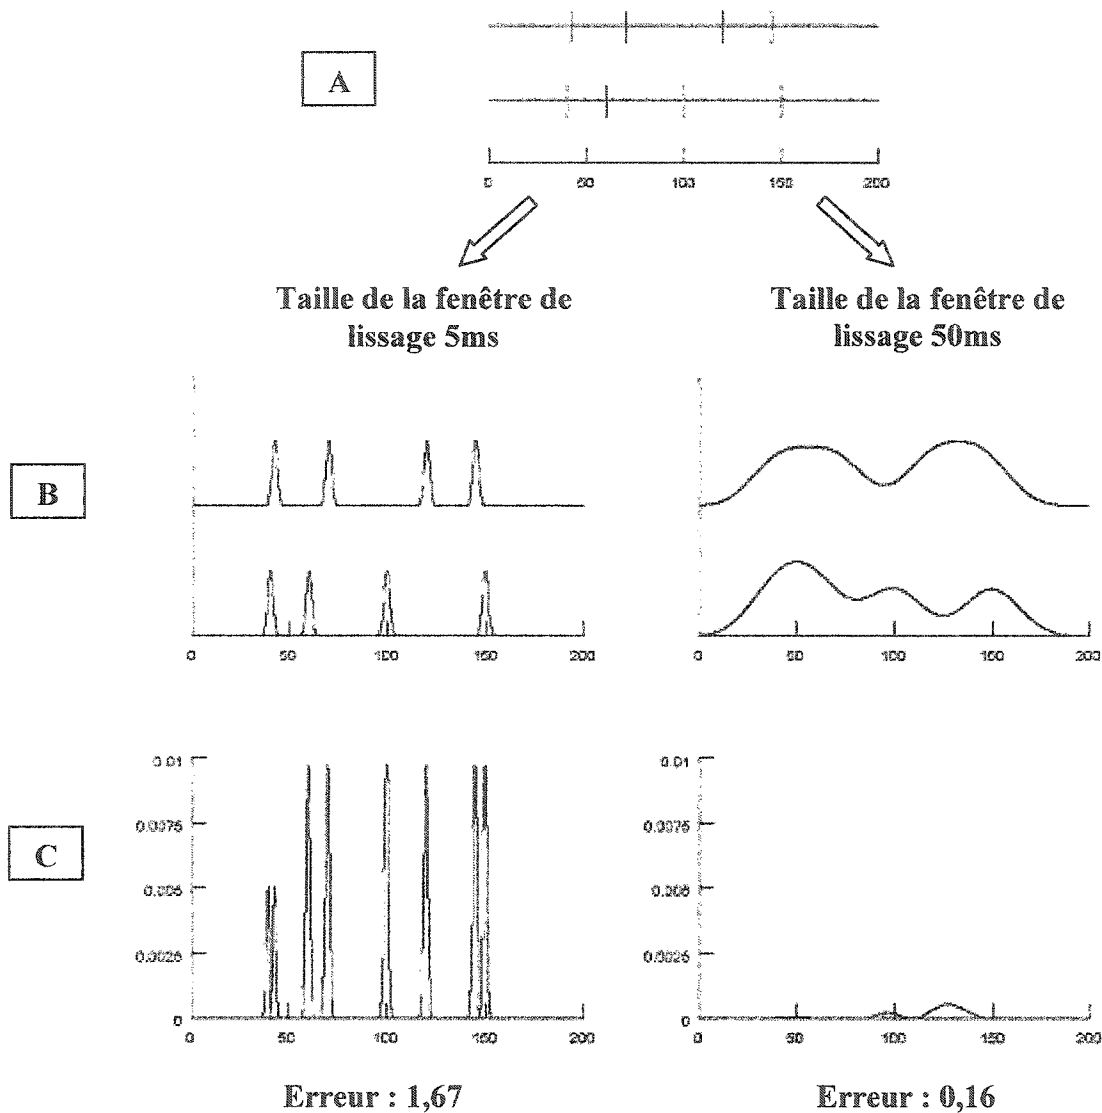 A
0 50 100 150 200
Taille de la fenêtre de
lissage 5ms
Taille de la fenêtre de
lissage 50ms
B
0 50 100 150 200
0 50 100 150 200
C
0.01
0.0075
0.005
0.0025
0
0 50 100 150 200
0.01
0.0075
0.005
0.0025
0
0 50 100 150 200
Erreur : 1,67
Erreur : 0,16